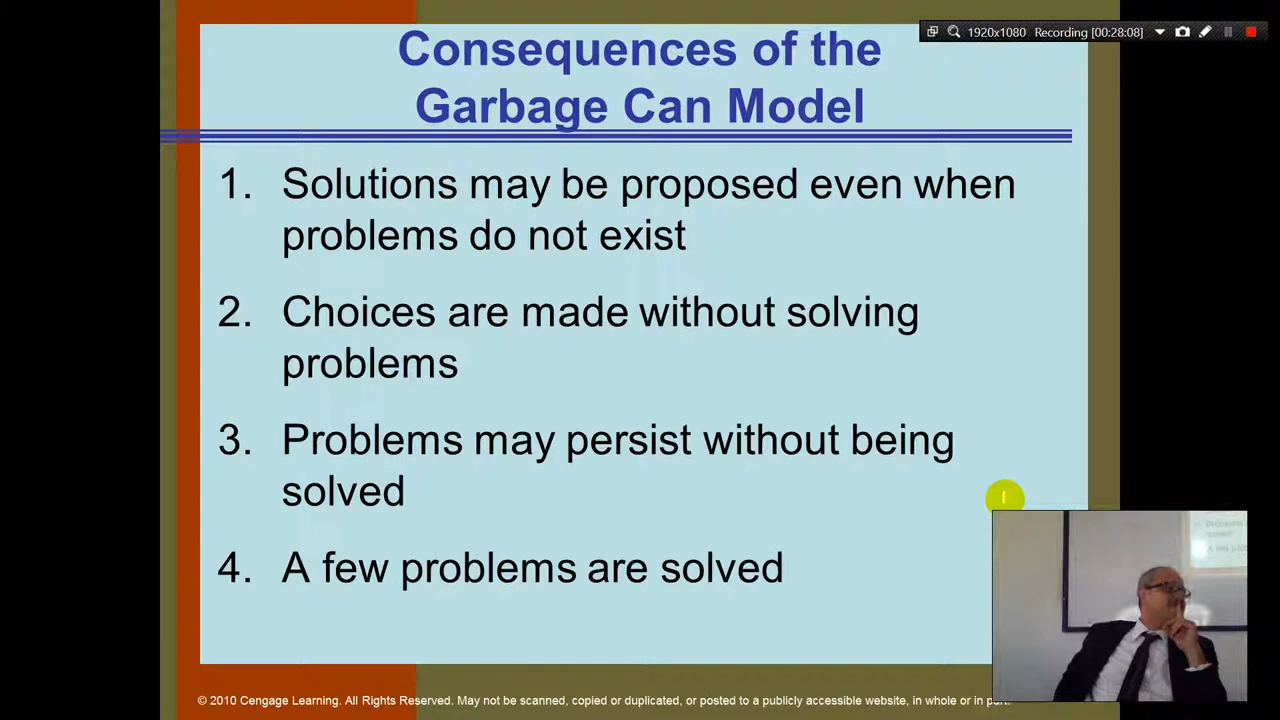 Consequences of the
Garbage Can Model
1920x1080 Recording [00:28:08]
1. Solutions may be proposed even when
problems do not exist
2. Choices are made without solving
problems
3. Problems may persist without being
solved
4. A few problems are solved
© 2010 Cengage Learning. All Rights Reserved. May not be scanned, copied or duplicated, or posted to a publicly accessible website, in whole or in part.